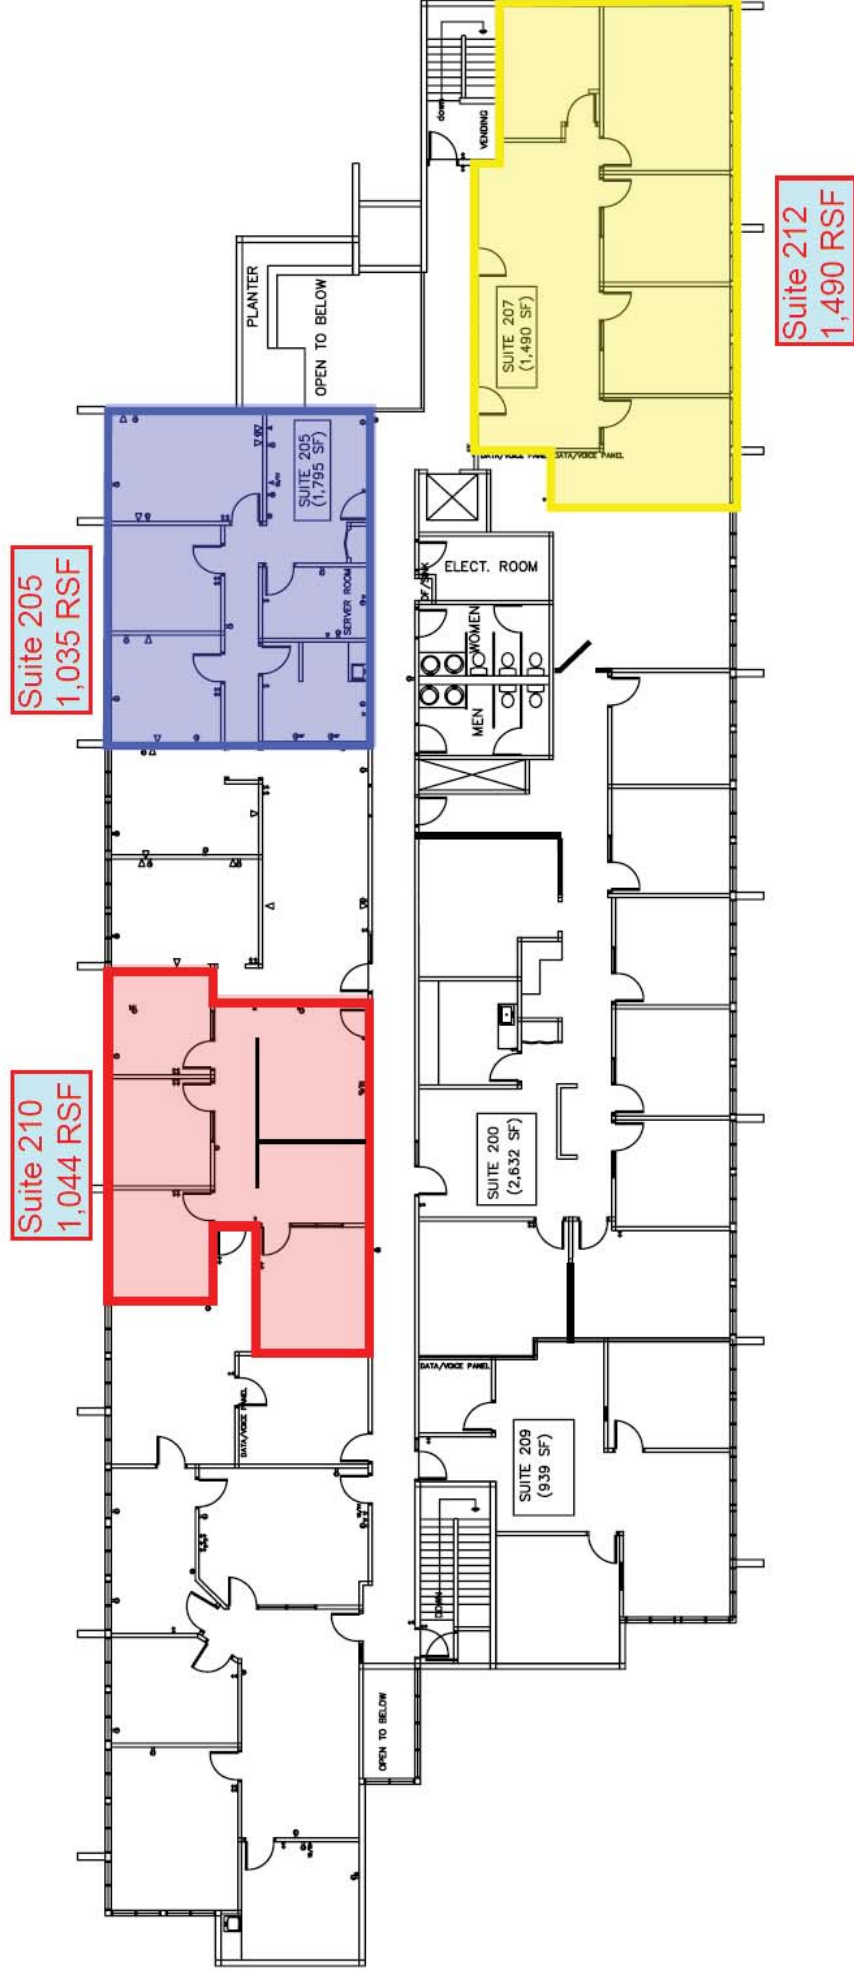 down
VENDING
PLANTER
OPEN TO BELOW
Suite 212
1,490 RSF
SUITE 207
(1,490 SF)
DATA/VOICE PANEL
DATA/VOICE PANEL
SUITE 205
(1,795 SF)
Suite 205
1,035 RSF
SERVER ROOM
ELECT. ROOM
DF/SINK
WOMEN
MEN
Suite 210
1,044 RSF
SUITE 200
(2,632 SF)
DATA/VOICE PANEL
DATA/VOICE PANEL
SUITE 209
(939 SF)
DOWN
OPEN TO BELOW